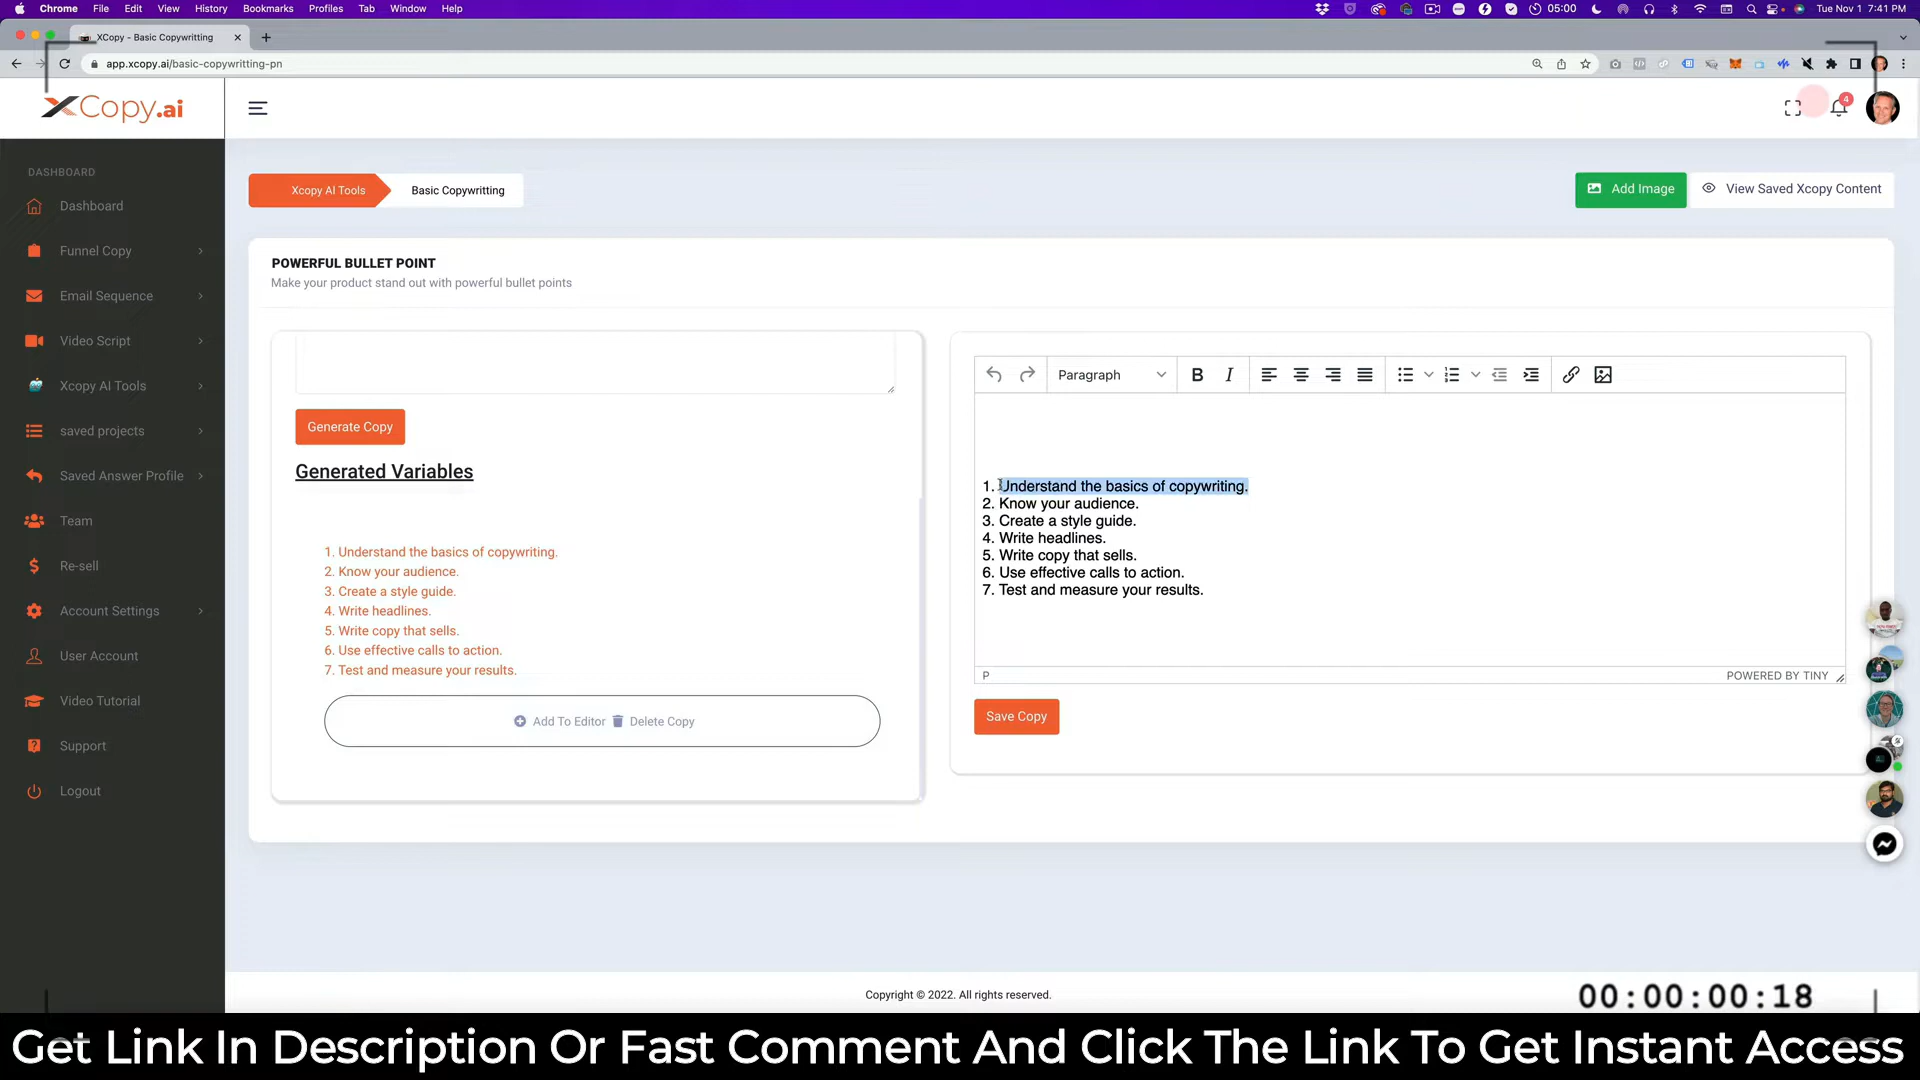 Chrome File Edit View History Bookmarks Profiles Tab Window Help 05:00 Tue Nov 1 7:41 PM
XCopy - Basic Copywritting
app.xcopy.ai/basic-copywritting-pn
XCopy.ai
4
DASHBOARD
Dashboard
Funnel Copy
Email Sequence
Video Script
Xcopy AI Tools
saved projects
Saved Answer Profile
Team
Re-sell
Account Settings
User Account
Video Tutorial
Support
Logout
Xcopy AI Tools Basic Copywritting
Add Image View Saved Xcopy Content
POWERFUL BULLET POINT
Make your product stand out with powerful bullet points
Generate Copy
Generated Variables
1. Understand the basics of copywriting.
2. Know your audience.
3. Create a style guide.
4. Write headlines.
5. Write copy that sells.
6. Use effective calls to action.
7. Test and measure your results.
Add To Editor Delete Copy
Paragraph B I
1. Understand the basics of copywriting.
2. Know your audience.
3. Create a style guide.
4. Write headlines.
5. Write copy that sells.
6. Use effective calls to action.
7. Test and measure your results.
P POWERED BY TINY
Save Copy
Copyright © 2022. All rights reserved.
00:00:00:18
Get Link In Description Or Fast Comment And Click The Link To Get Instant Access